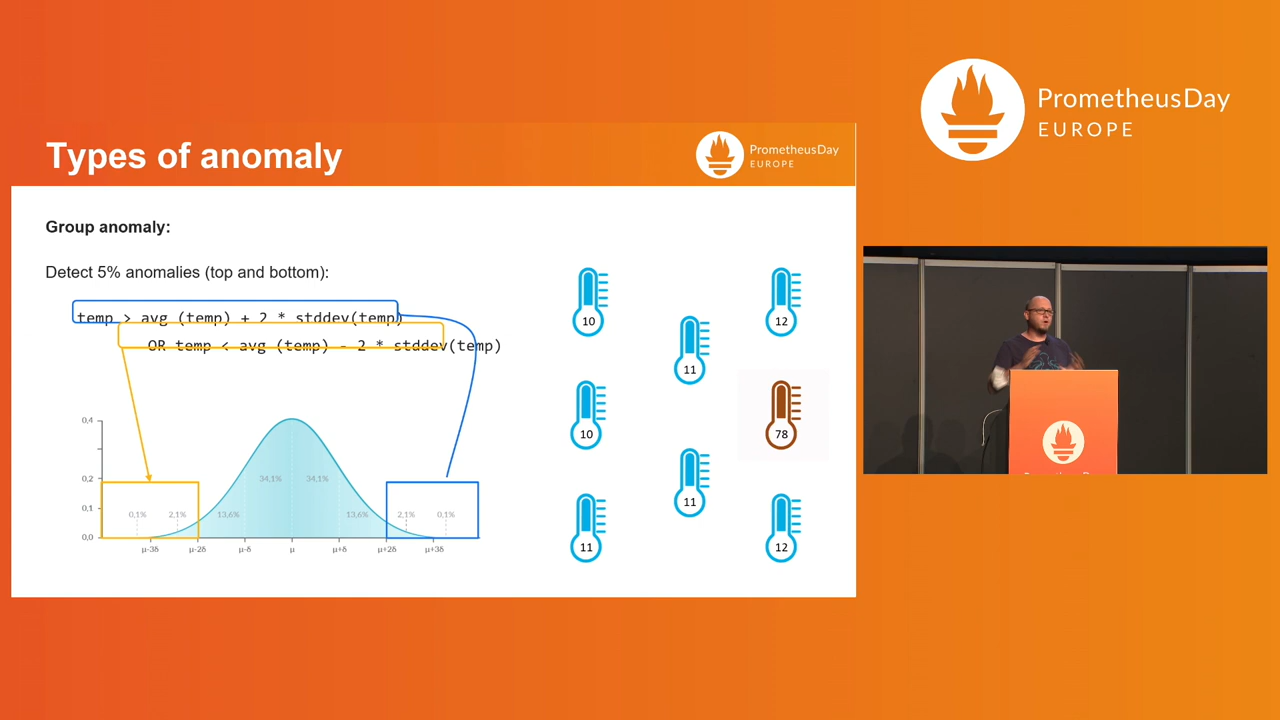 PrometheusDay
EUROPE
Types of anomaly
PrometheusDay
EUROPE
Group anomaly:
Detect 5% anomalies (top and bottom):
temp > avg (temp) + 2 * stddev(temp)
OR temp < avg (temp) - 2 * stddev(temp)
0,4
0,2
0,1
0,0
34,1% 34,1%
0,1% 2,1% 13,6% 13,6% 2,1% 0,1%
μ-3δ μ-2δ μ-δ μ μ+δ μ+2δ μ+3δ
10
12
11
10
78
11
11
12